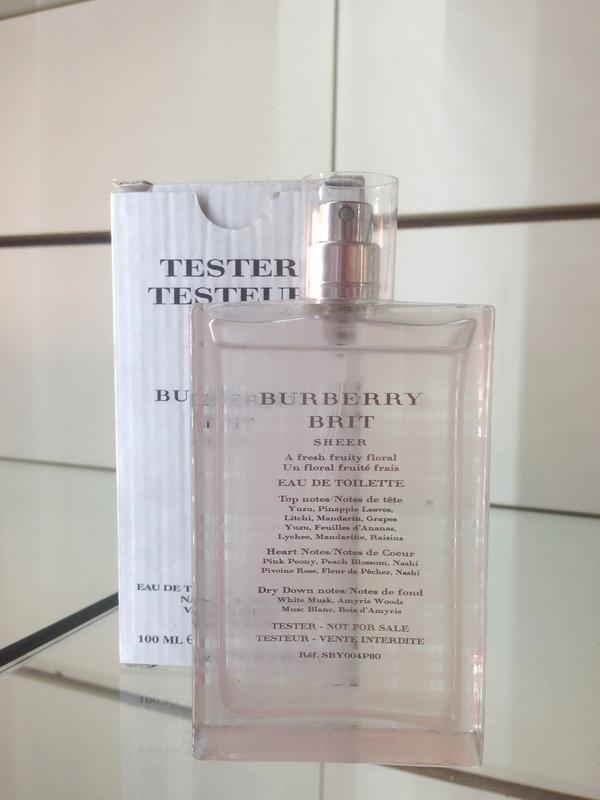 TESTER
TESTEUR
BURBERRY
BRIT
SHEER
A fresh fruity floral
Un floral fruité frais
EAU DE TOILETTE
Top notes/Notes de tête
Yuzu, Pinapple Leaves,
Litchi, Mandarin, Grapes
Yuzu, Feuilles d'Ananas,
Lychee, Mandarine, Raisins
Heart Notes/Notes de Coeur
Pink Peony, Peach Blossom, Nashi
Pivoine Rose, Fleur de Pêcher, Nashi
Dry Down notes/Notes de fond
White Musk, Amyris Woods
Musc Blanc, Bois d'Amyris
TESTER - NOT FOR SALE
TESTEUR - VENTE INTERDITE
Réf. SBY004P80
EAU DE
100 ML